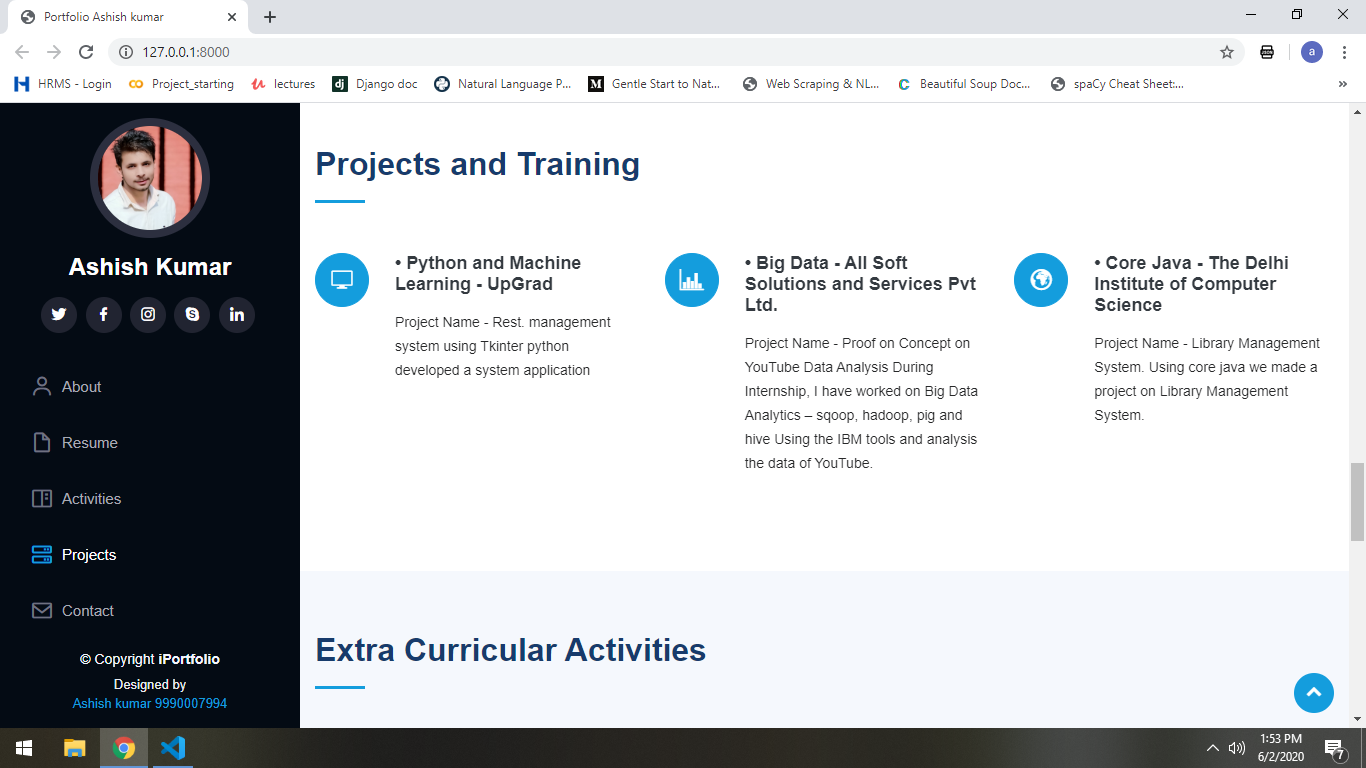 Portfolio Ashish kumar
127.0.0.1:8000
a
HRMS - Login
Project_starting
lectures
dj
Django doc
Natural Language P...
M
Gentle Start to Nat...
Web Scraping & NL...
C
Beautiful Soup Doc...
spaCy Cheat Sheet:...
»
Ashish Kumar
About
Resume
Activities
Projects
Contact
© Copyright iPortfolio
Designed by
Ashish kumar 9990007994
Projects and Training
• Python and Machine
Learning - UpGrad
Project Name - Rest. management
system using Tkinter python
developed a system application
• Big Data - All Soft
Solutions and Services Pvt
Ltd.
Project Name - Proof on Concept on
YouTube Data Analysis During
Internship, I have worked on Big Data
Analytics – sqoop, hadoop, pig and
hive Using the IBM tools and analysis
the data of YouTube.
• Core Java - The Delhi
Institute of Computer
Science
Project Name - Library Management
System. Using core java we made a
project on Library Management
System.
Extra Curricular Activities
1:53 PM
6/2/2020
7